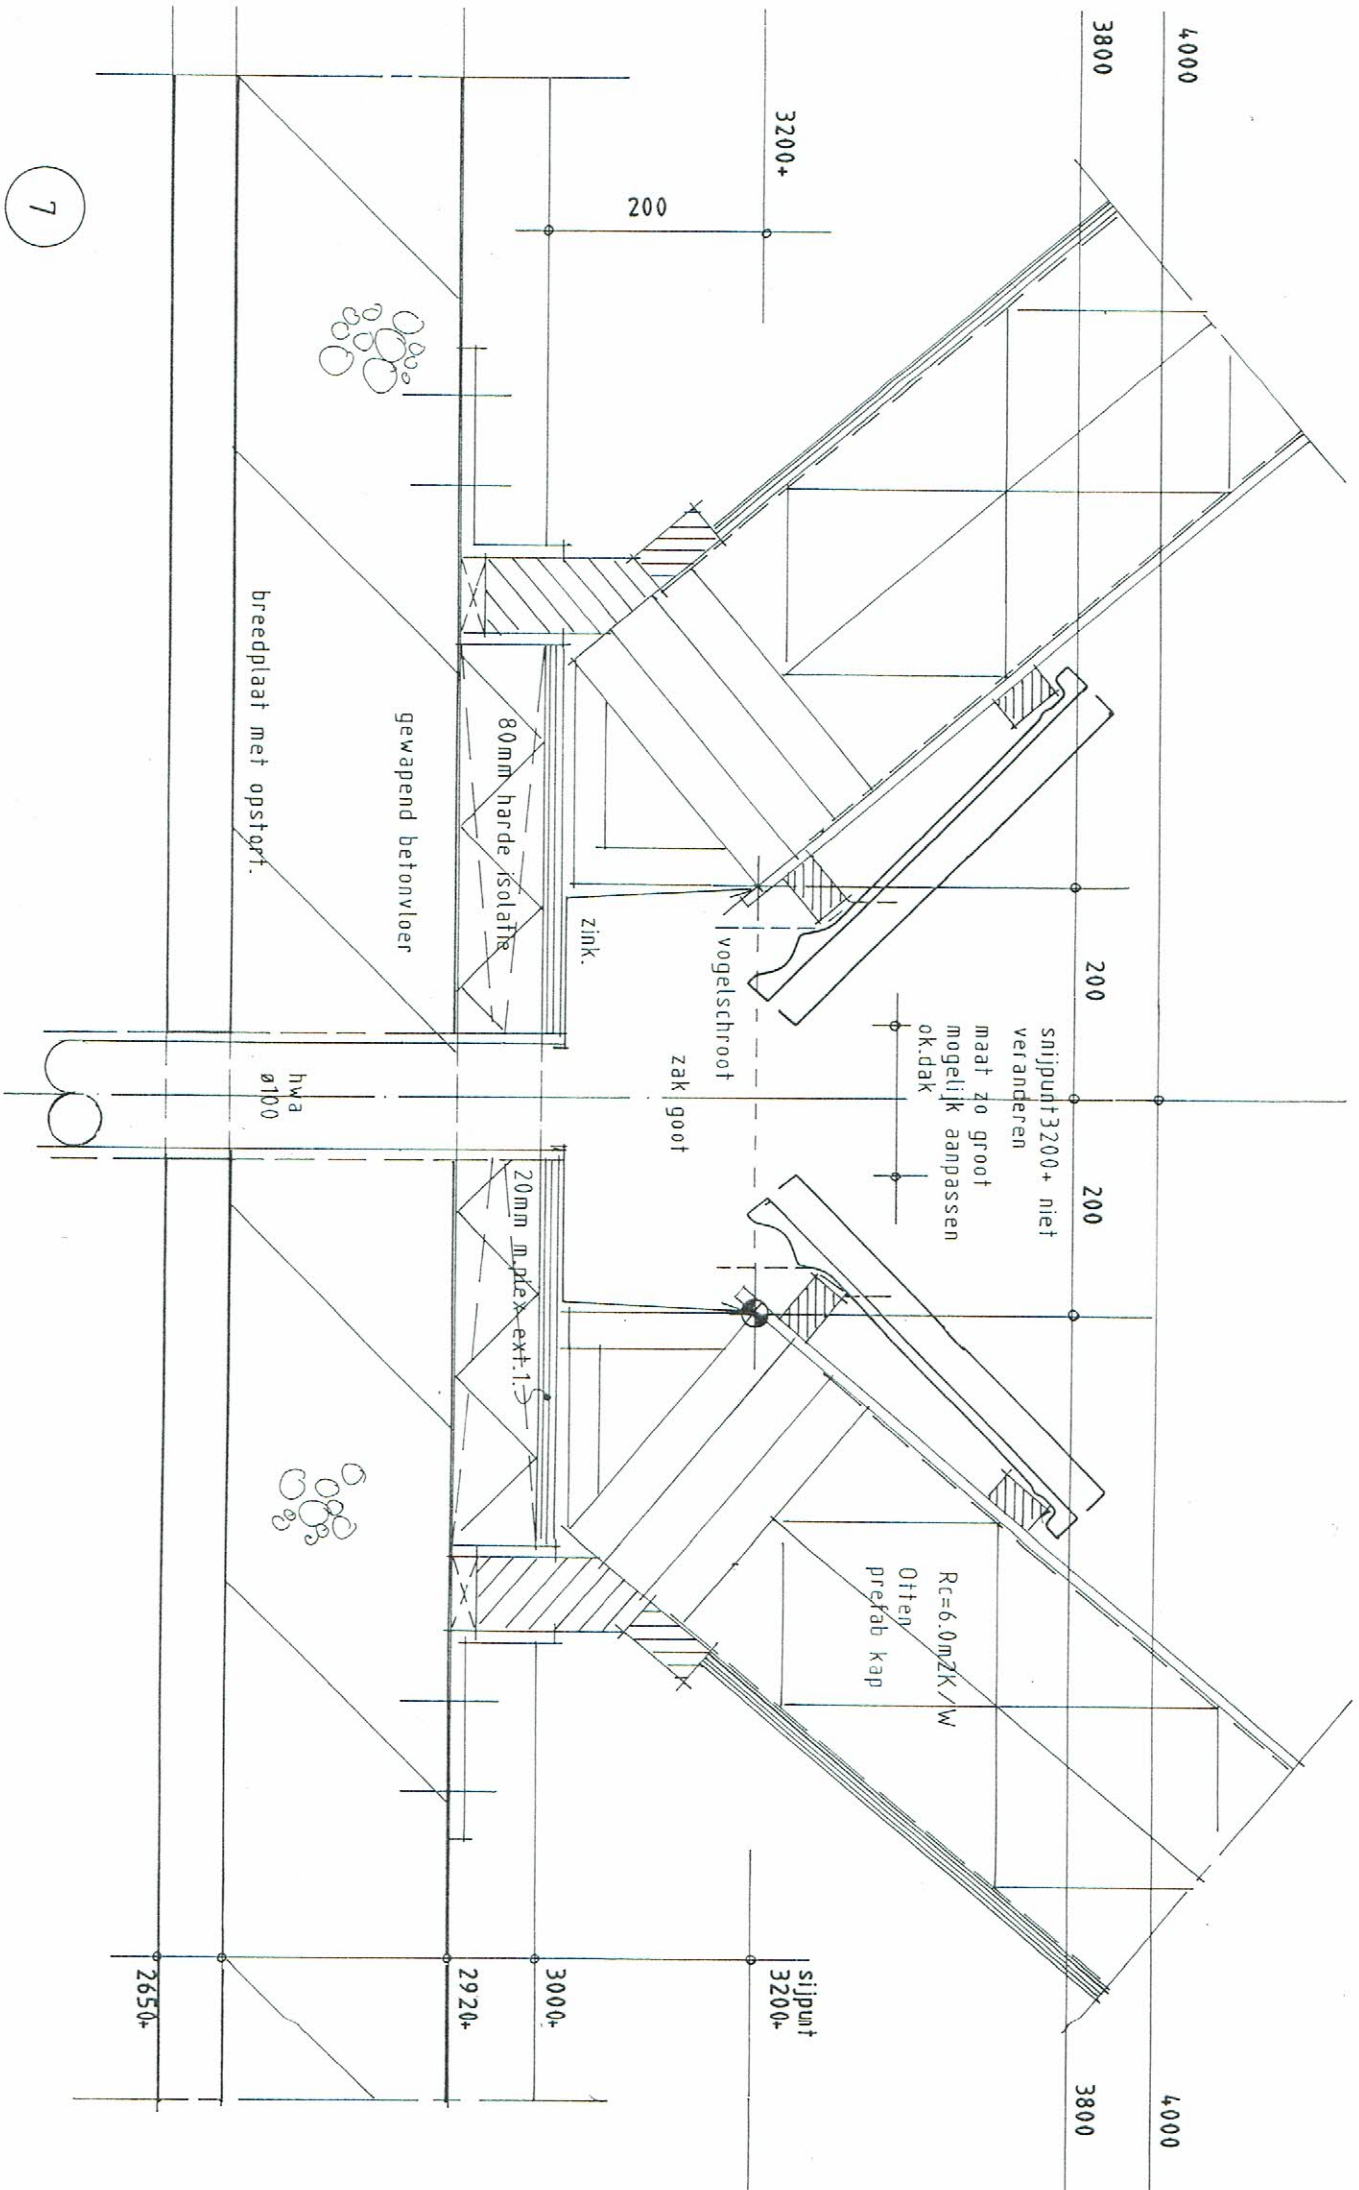 4000
3800
3200+
200
4000
3800
200
200
snijpunt3200+ niet
veranderen
maat zo groot
mogelijk aanpassen
ok.dak
vogelschroot
zak goot
zink.
80mm harde isolatie
20mm m.plex ext.1.
gewapend betonvloer
breedplaat met opstort.
hwa
ø100
Rc=6.0m2K/W
Otten
prefab kap
sijpunt
3200+
3000+
2920+
2650+
7